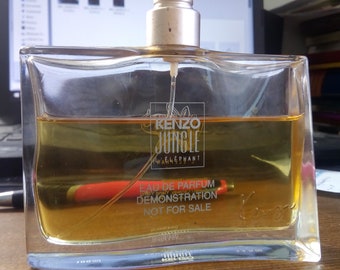 KENZO
JUNGLE
L'ELEPHANT
EAU DE PARFUM
DEMONSTRATION
NOT FOR SALE